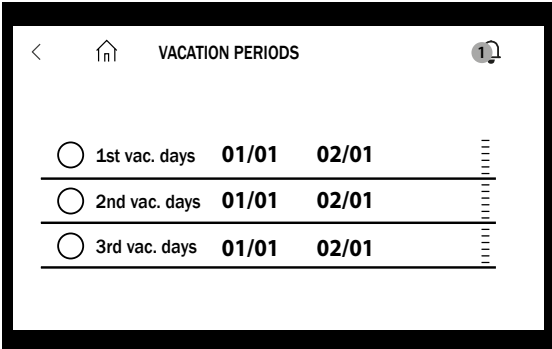 VACATION PERIODS 1
1st vac. days 01/01 02/01
2nd vac. days 01/01 02/01
3rd vac. days 01/01 02/01